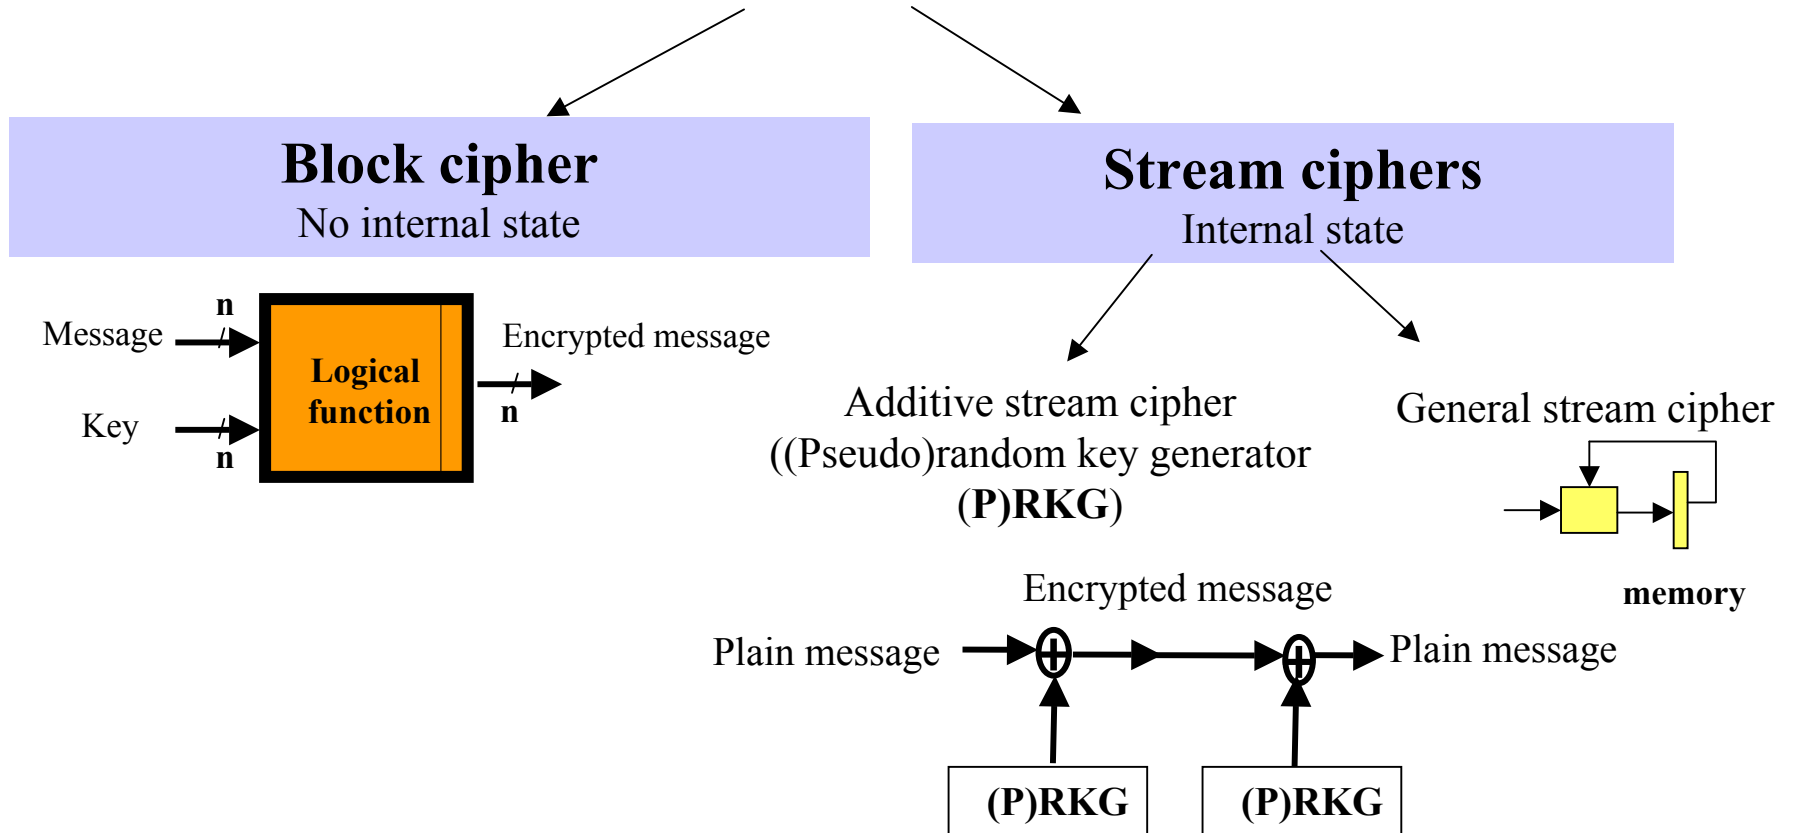 Block cipher
No internal state
Stream ciphers
Internal state
n
Message
Encrypted message
Logical
function
n
Key
n
Additive stream cipher
((Pseudo)random key generator
(P)RKG)
General stream cipher
memory
Encrypted message
Plain message
Plain message
(P)RKG
(P)RKG